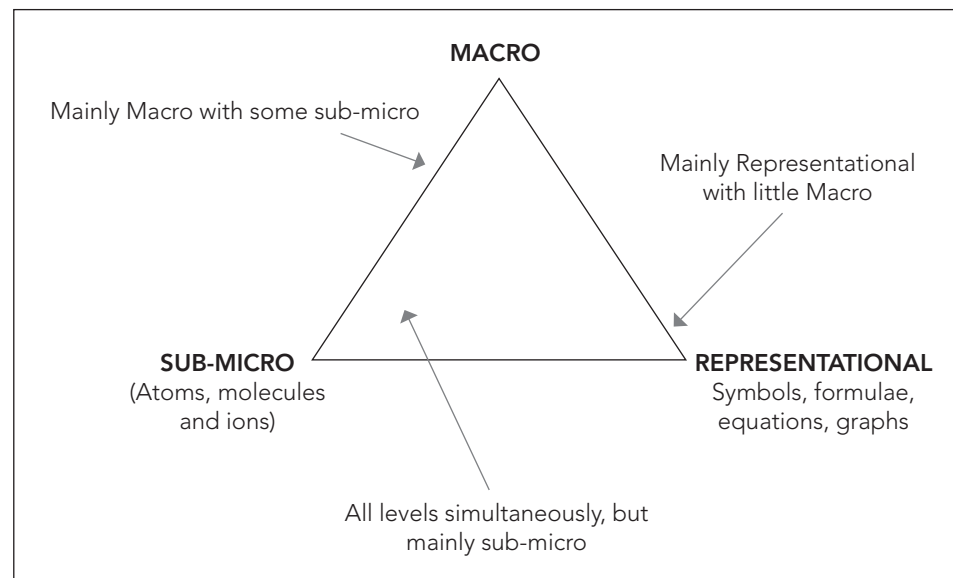 MACRO
Mainly Macro with some sub-micro
Mainly Representational
with little Macro
SUB-MICRO
(Atoms, molecules
and ions)
REPRESENTATIONAL
Symbols, formulae,
equations, graphs
All levels simultaneously, but
mainly sub-micro